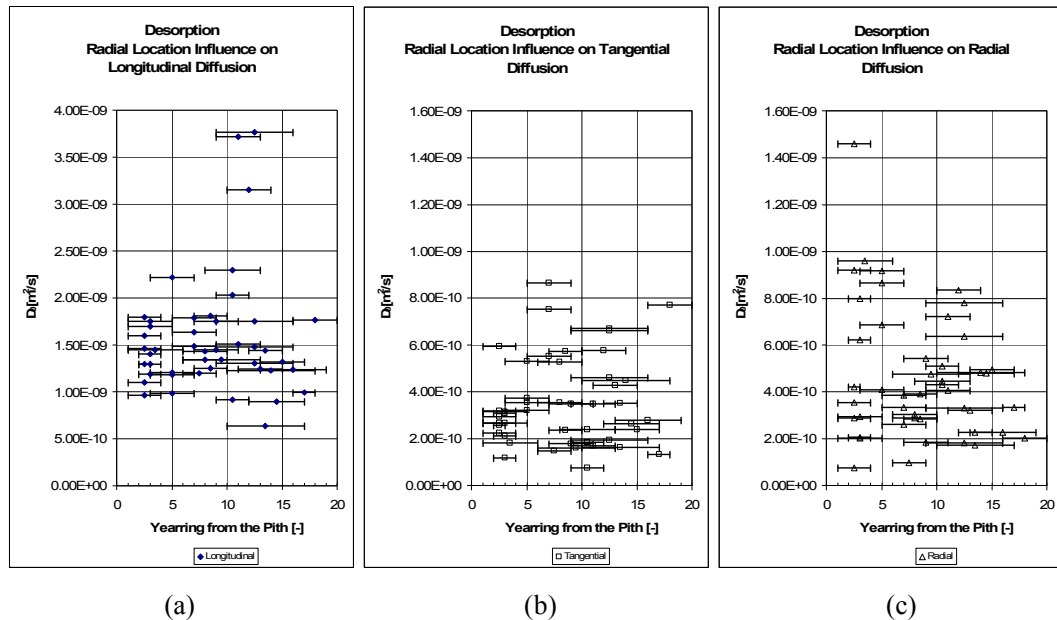 Desorption
Radial Location Influence on
Longitudinal Diffusion
4.00E-09
3.50E-09
3.00E-09
2.50E-09
2.00E-09
1.50E-09
1.00E-09
5.00E-10
0.00E+00
D₀[m²/s]
0 5 10 15 20
Yearring from the Pith [-]
Longitudinal
(a)
Desorption
Radial Location Influence on Tangential
Diffusion
1.60E-09
1.40E-09
1.20E-09
1.00E-09
8.00E-10
6.00E-10
4.00E-10
2.00E-10
0.00E+00
D₀[m²/s]
0 5 10 15 20
Yearring from the Pith [-]
Tangential
(b)
Desorption
Radial Location Influence on Radial
Diffusion
1.60E-09
1.40E-09
1.20E-09
1.00E-09
8.00E-10
6.00E-10
4.00E-10
2.00E-10
0.00E+00
D₀[m²/s]
0 5 10 15 20
Yearring from the Pith [-]
Radial
(c)